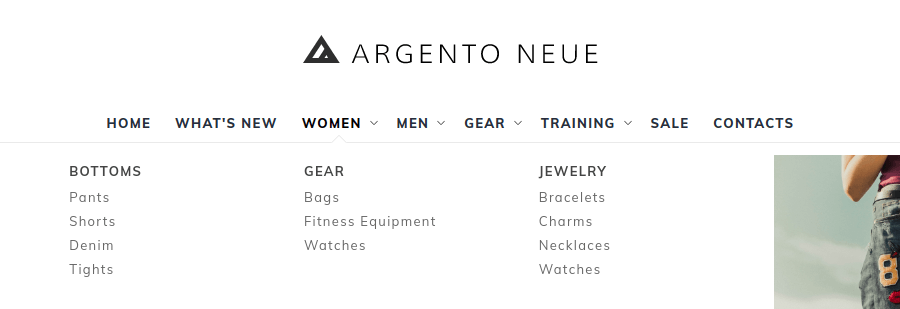 ARGENTO NEUE
HOME WHAT'S NEW WOMEN MEN GEAR TRAINING SALE CONTACTS
BOTTOMS
Pants
Shorts
Denim
Tights
GEAR
Bags
Fitness Equipment
Watches
JEWELRY
Bracelets
Charms
Necklaces
Watches
8